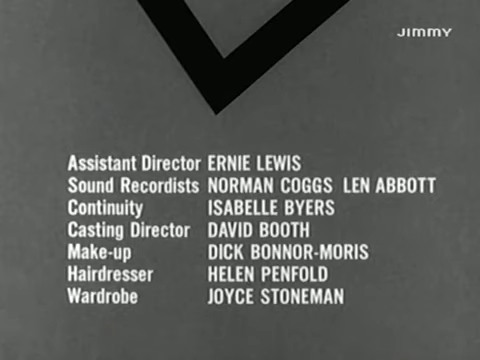 JIMMY
Assistant Director ERNIE LEWIS
Sound Recordists NORMAN COGGS LEN ABBOTT
Continuity ISABELLE BYERS
Casting Director DAVID BOOTH
Make-up DICK BONNOR-MORIS
Hairdresser HELEN PENFOLD
Wardrobe JOYCE STONEMAN